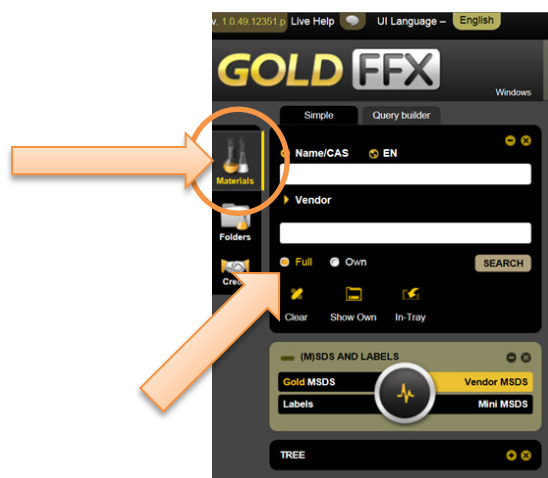 v. 1.0.49.12351.p Live Help UI Language – English
GOLD FFX
Windows
Simple Query builder
Name/CAS EN
Materials
Vendor
Folders
Full Own SEARCH
Clear Show Own In-Tray
(M)SDS AND LABELS
Gold MSDS Vendor MSDS
Labels Mini MSDS
TREE